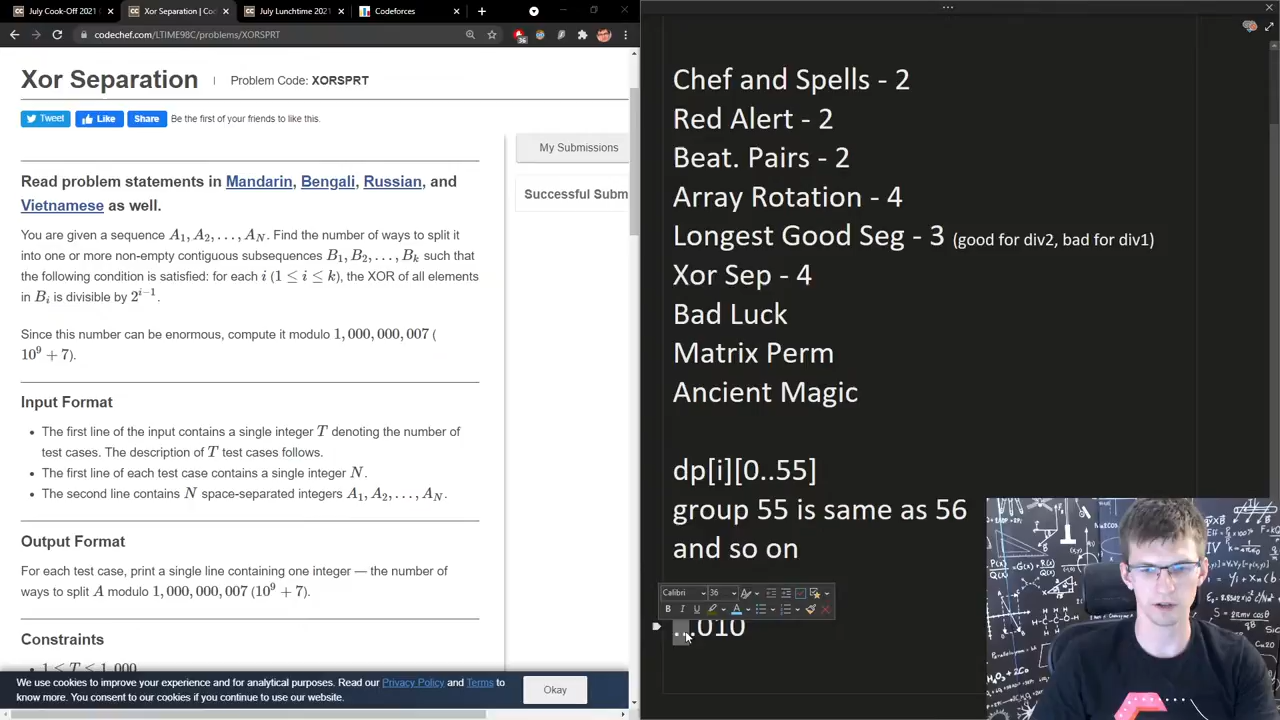 July Cook-Off 2021
Xor Separation | Co
July Lunchtime 2021
Codeforces
codechef.com/LTIME98C/problems/XORSPRT
36
Xor Separation
Problem Code: XORSPRT
Tweet
Like
Share
Be the first of your friends to like this.
My Submissions
Successful Subm
Read problem statements in Mandarin, Bengali, Russian, and
Vietnamese as well.
You are given a sequence A1, A2, . . . , AN. Find the number of ways to split it
into one or more non-empty contiguous subsequences B1, B2, . . . , Bk such that
the following condition is satisfied: for each i (1 ≤ i ≤ k), the XOR of all elements
in Bi is divisible by 2^{i−1}.
Since this number can be enormous, compute it modulo 1,000,000,007 (
10^9 + 7).
Input Format
• The first line of the input contains a single integer T denoting the number of
test cases. The description of T test cases follows.
• The first line of each test case contains a single integer N.
• The second line contains N space-separated integers A1, A2, . . . , AN.
Output Format
For each test case, print a single line containing one integer — the number of
ways to split A modulo 1,000,000,007 (10^9 + 7).
Constraints
• 1 ≤ T ≤ 1,000
We use cookies to improve your experience and for analytical purposes. Read our Privacy Policy and Terms to
know more. You consent to our cookies if you continue to use our website.
Okay
Chef and Spells - 2
Red Alert - 2
Beat. Pairs - 2
Array Rotation - 4
Longest Good Seg - 3 (good for div2, bad for div1)
Xor Sep - 4
Bad Luck
Matrix Perm
Ancient Magic
dp[i][0..55]
group 55 is same as 56
and so on
Calibri
36
B I U
...010